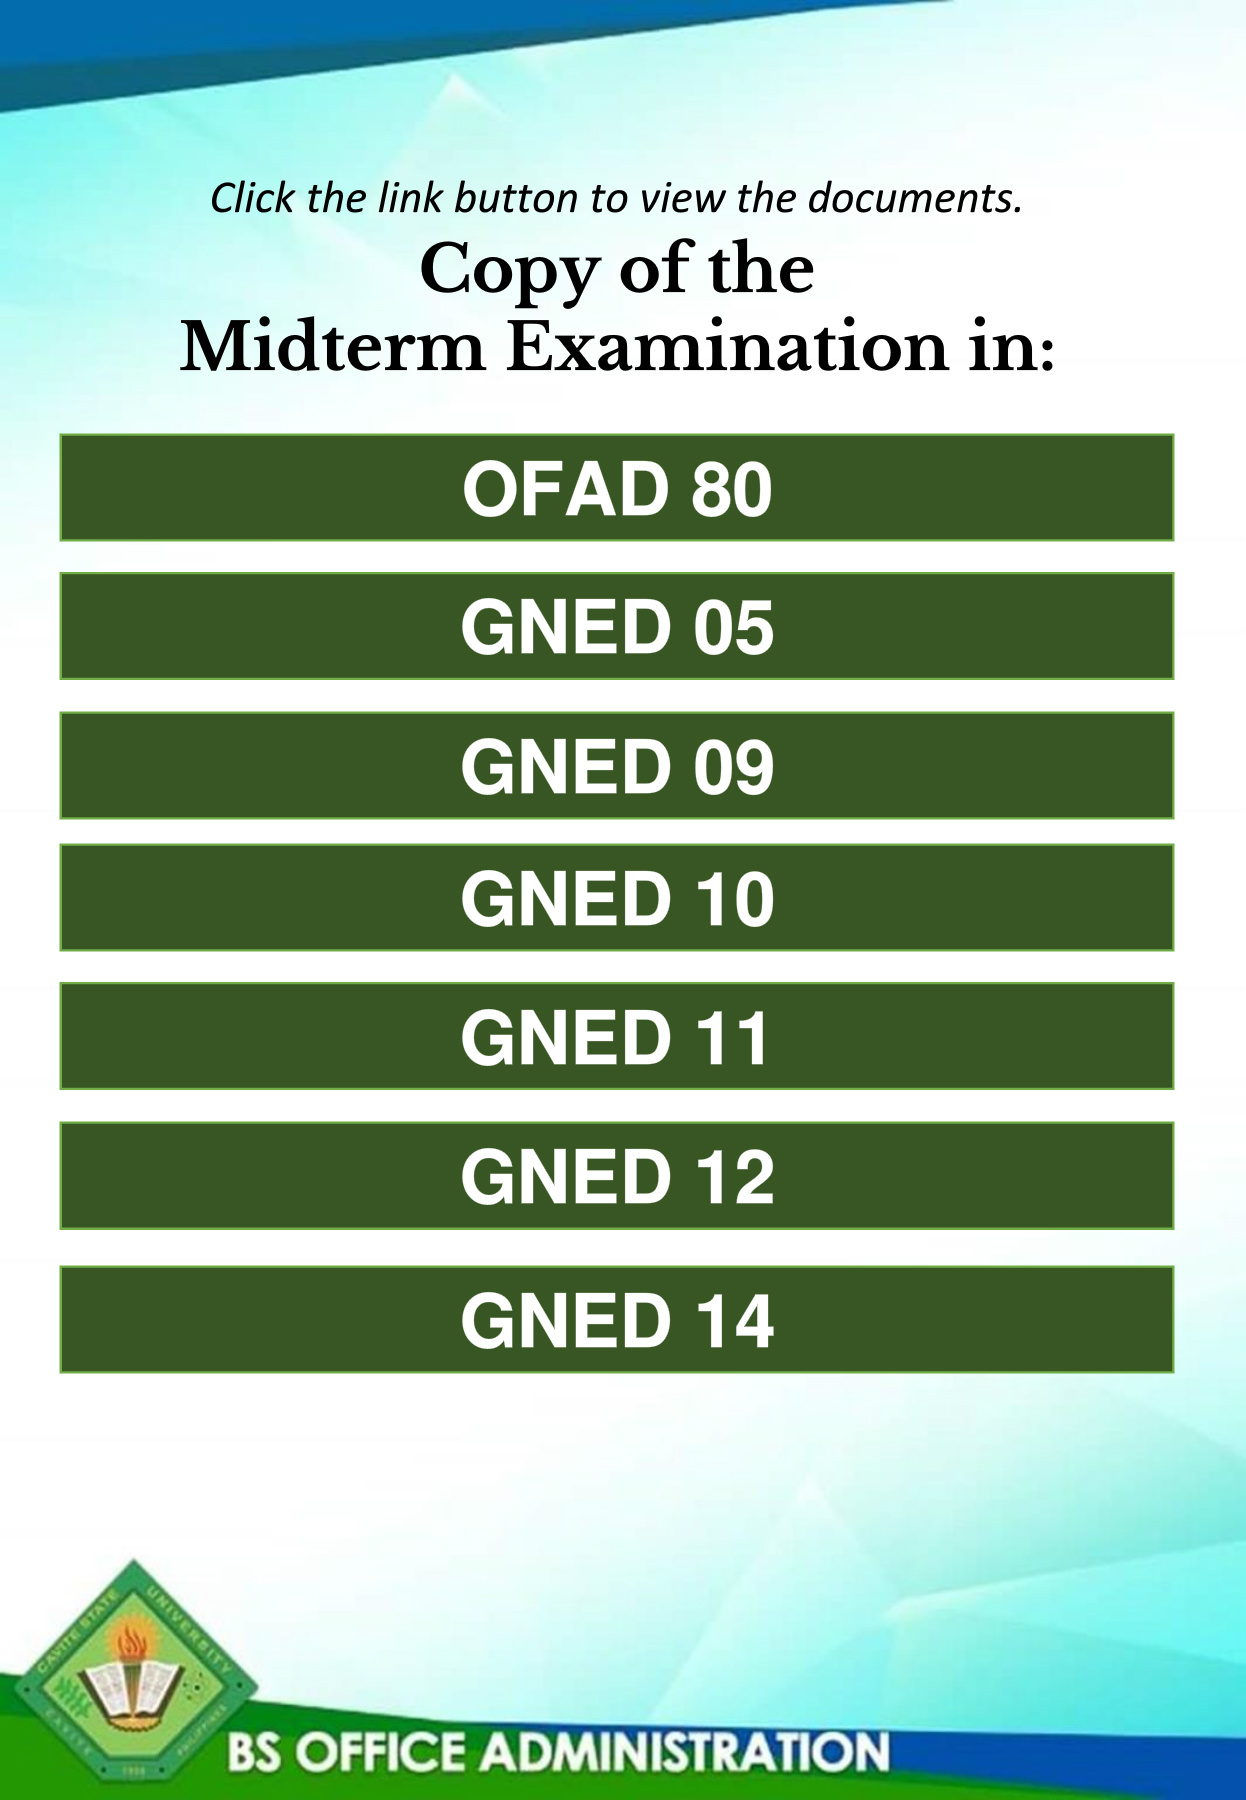 Click the link button to view the documents.
Copy of the
Midterm Examination in:
OFAD 80
GNED 05
GNED 09
GNED 10
GNED 11
GNED 12
GNED 14
CAVITE STATE UNIVERSITY
CAVITE PHILIPPINES
1906
BS OFFICE ADMINISTRATION